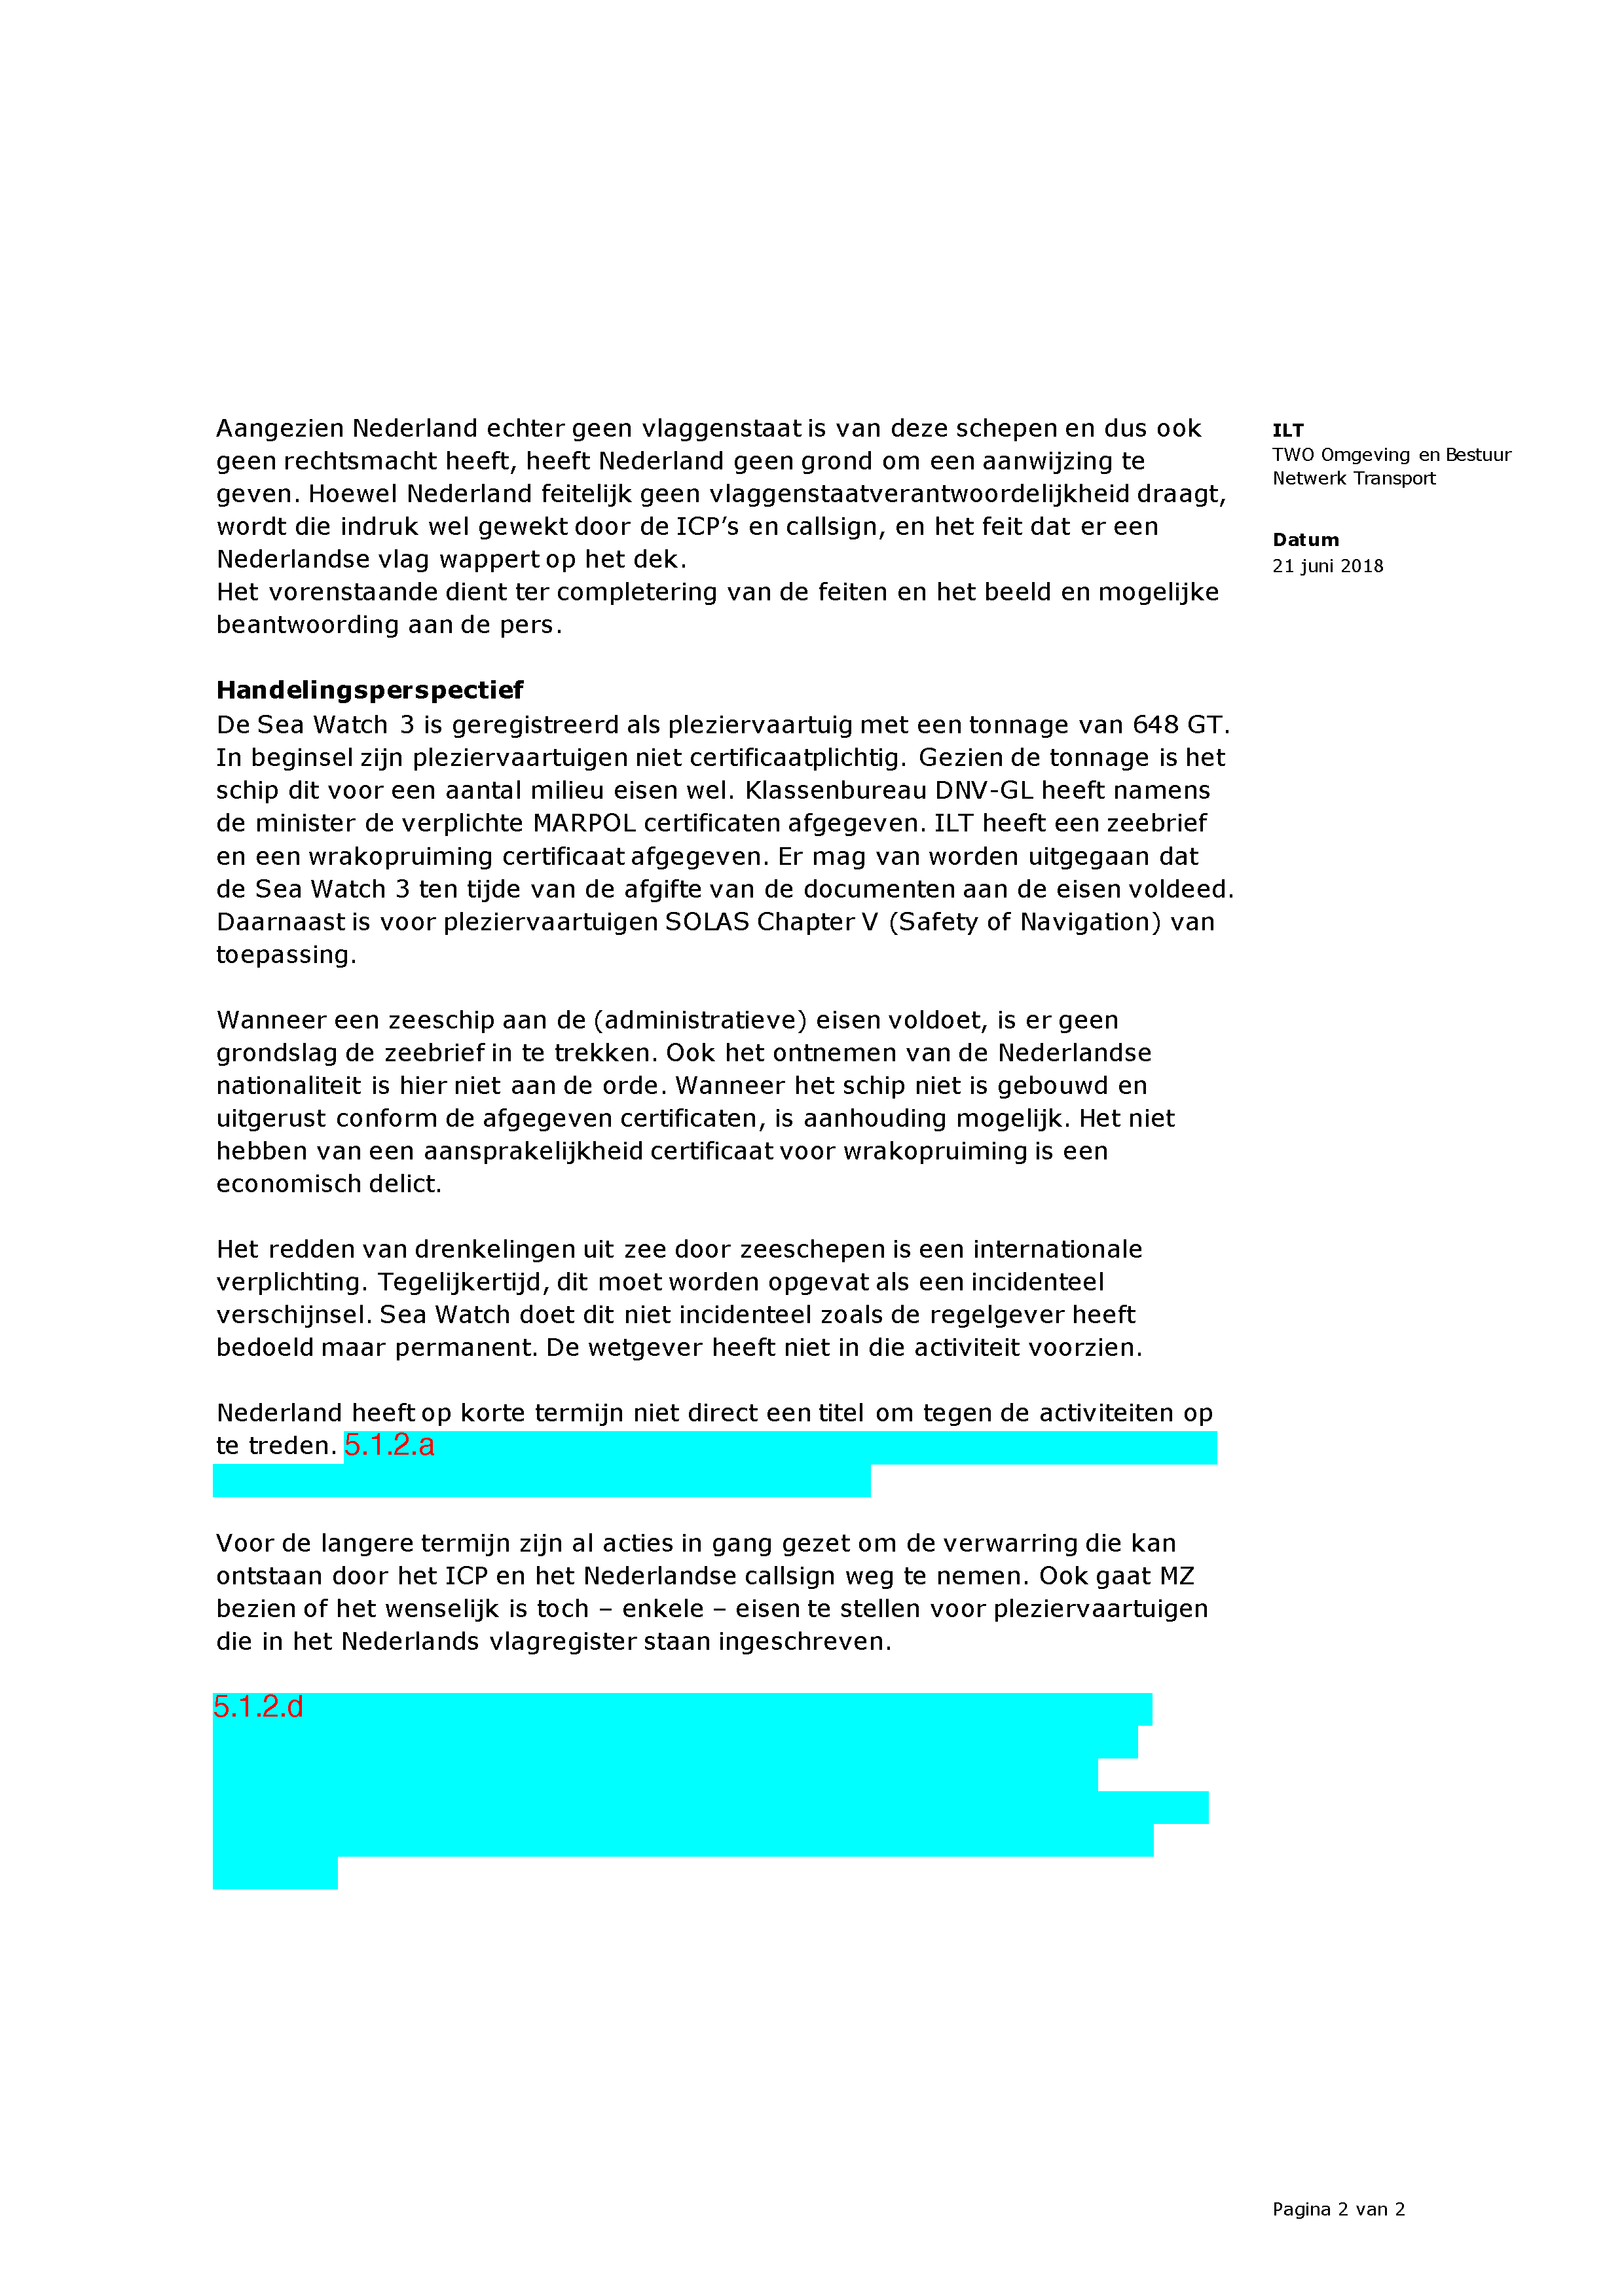 Aangezien Nederland echter geen vlaggenstaat is van deze schepen en dus ook
geen rechtsmacht heeft, heeft Nederland geen grond om een aanwijzing te
geven. Hoewel Nederland feitelijk geen vlaggenstaatverantwoordelijkheid draagt,
wordt die indruk wel gewekt door de ICP’s en callsign, en het feit dat er een
Nederlandse vlag wappert op het dek.
Het vorenstaande dient ter completering van de feiten en het beeld en mogelijke
beantwoording aan de pers.
ILT
TWO Omgeving en Bestuur
Netwerk Transport
Datum
21 juni 2018
Handelingsperspectief
De Sea Watch 3 is geregistreerd als pleziervaartuig met een tonnage van 648 GT.
In beginsel zijn pleziervaartuigen niet certificaatplichtig. Gezien de tonnage is het
schip dit voor een aantal milieu eisen wel. Klassenbureau DNV-GL heeft namens
de minister de verplichte MARPOL certificaten afgegeven. ILT heeft een zeebrief
en een wrakopruiming certificaat afgegeven. Er mag van worden uitgegaan dat
de Sea Watch 3 ten tijde van de afgifte van de documenten aan de eisen voldeed.
Daarnaast is voor pleziervaartuigen SOLAS Chapter V (Safety of Navigation) van
toepassing.
Wanneer een zeeschip aan de (administratieve) eisen voldoet, is er geen
grondslag de zeebrief in te trekken. Ook het ontnemen van de Nederlandse
nationaliteit is hier niet aan de orde. Wanneer het schip niet is gebouwd en
uitgerust conform de afgegeven certificaten, is aanhouding mogelijk. Het niet
hebben van een aansprakelijkheid certificaat voor wrakopruiming is een
economisch delict.
Het redden van drenkelingen uit zee door zeeschepen is een internationale
verplichting. Tegelijkertijd, dit moet worden opgevat als een incidenteel
verschijnsel. Sea Watch doet dit niet incidenteel zoals de regelgever heeft
bedoeld maar permanent. De wetgever heeft niet in die activiteit voorzien.
Nederland heeft op korte termijn niet direct een titel om tegen de activiteiten op
te treden. 5.1.2.a
Voor de langere termijn zijn al acties in gang gezet om de verwarring die kan
ontstaan door het ICP en het Nederlandse callsign weg te nemen. Ook gaat MZ
bezien of het wenselijk is toch – enkele – eisen te stellen voor pleziervaartuigen
die in het Nederlands vlagregister staan ingeschreven.
5.1.2.d
Pagina 2 van 2